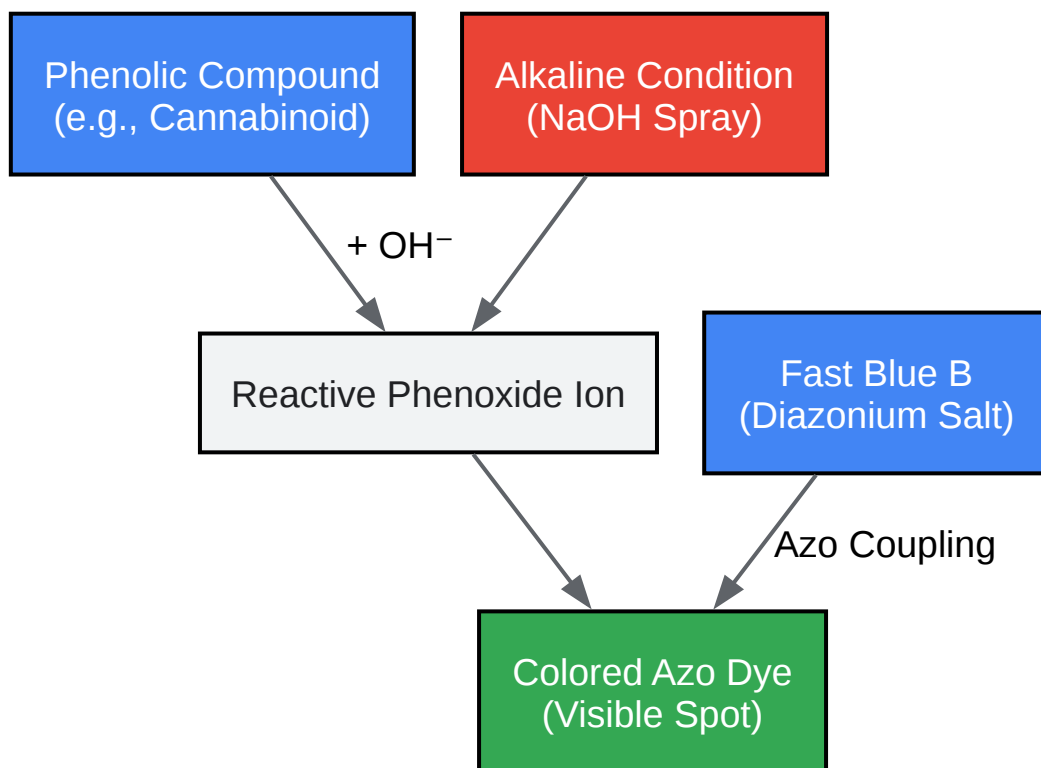 Phenolic Compound
(e.g., Cannabinoid)
Alkaline Condition
(NaOH Spray)
+ OH⁻
Reactive Phenoxide Ion
Fast Blue B
(Diazonium Salt)
Azo Coupling
Colored Azo Dye
(Visible Spot)